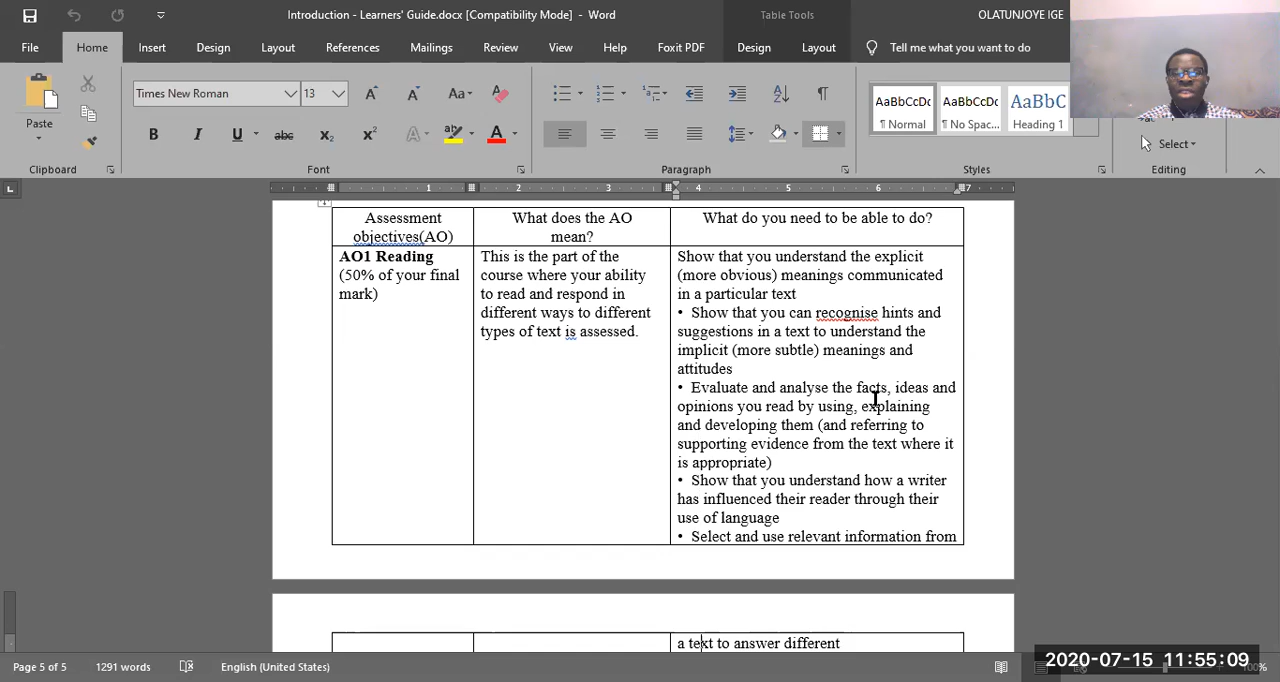 Introduction - Learners' Guide.docx [Compatibility Mode] - Word
Table Tools
OLATUNJOYE IGE
File
Home
Insert
Design
Layout
References
Mailings
Review
View
Help
Foxit PDF
Design
Layout
Tell me what you want to do
Paste
Times New Roman
13
AaBbCcDc
AaBbCcDc
AaBbC
¶ Normal
¶ No Spac...
Heading 1
Select
Clipboard
Font
Paragraph
Styles
Editing
1 2 3 4 5 6 7
Assessment
objectives(AO)
What does the AO
mean?
What do you need to be able to do?
AO1 Reading
(50% of your final
mark)
This is the part of the
course where your ability
to read and respond in
different ways to different
types of text is assessed.
Show that you understand the explicit
(more obvious) meanings communicated
in a particular text
• Show that you can recognise hints and
suggestions in a text to understand the
implicit (more subtle) meanings and
attitudes
• Evaluate and analyse the facts, ideas and
opinions you read by using, explaining
and developing them (and referring to
supporting evidence from the text where it
is appropriate)
• Show that you understand how a writer
has influenced their reader through their
use of language
• Select and use relevant information from
a text to answer different
Page 5 of 5
1291 words
English (United States)
2020-07-15 11:55:09
100%